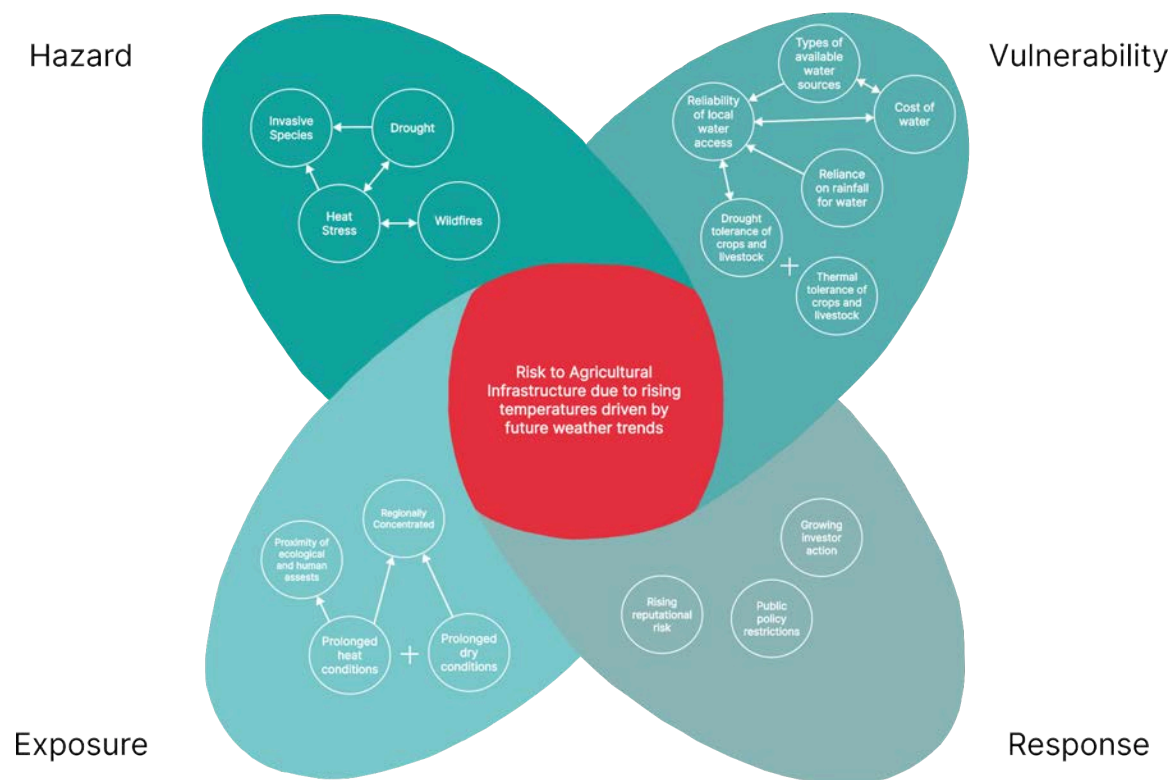 Hazard
Vulnerability
Invasive
Species
Drought
Heat
Stress
Wildfires
Types of
available
water
sources
Reliability
of local
water
access
Cost of
water
Reliance
on rainfall
for water
Drought
tolerance of
crops and
livestock
+
Thermal
tolerance of
crops and
livestock
Risk to Agricultural
Infrastructure due to rising
temperatures driven by
future weather trends
Regionally
Concentrated
Proximity of
ecological
and human
assests
Prolonged
heat
conditions
+
Prolonged
dry
conditions
Growing
investor
action
Rising
reputational
risk
Public
policy
restrictions
Exposure
Response